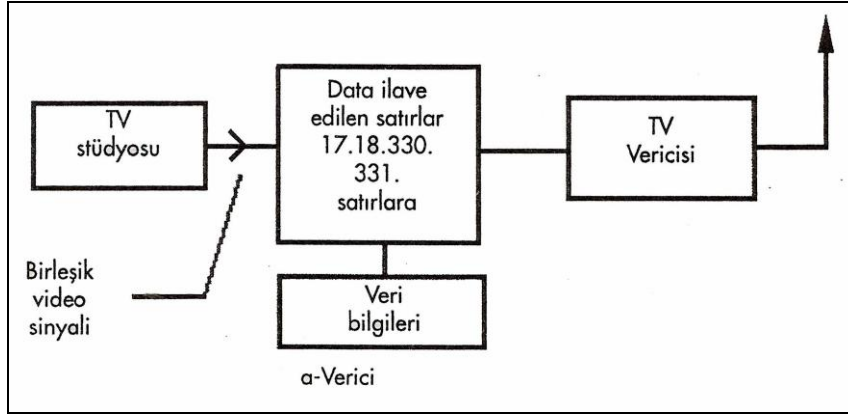 TV
stüdyosu
Data ilave
edilen satırlar
17.18.330.
331.
satırlara
TV
Vericisi
Birleşik
video
sinyali
Veri
bilgileri
a-Verici